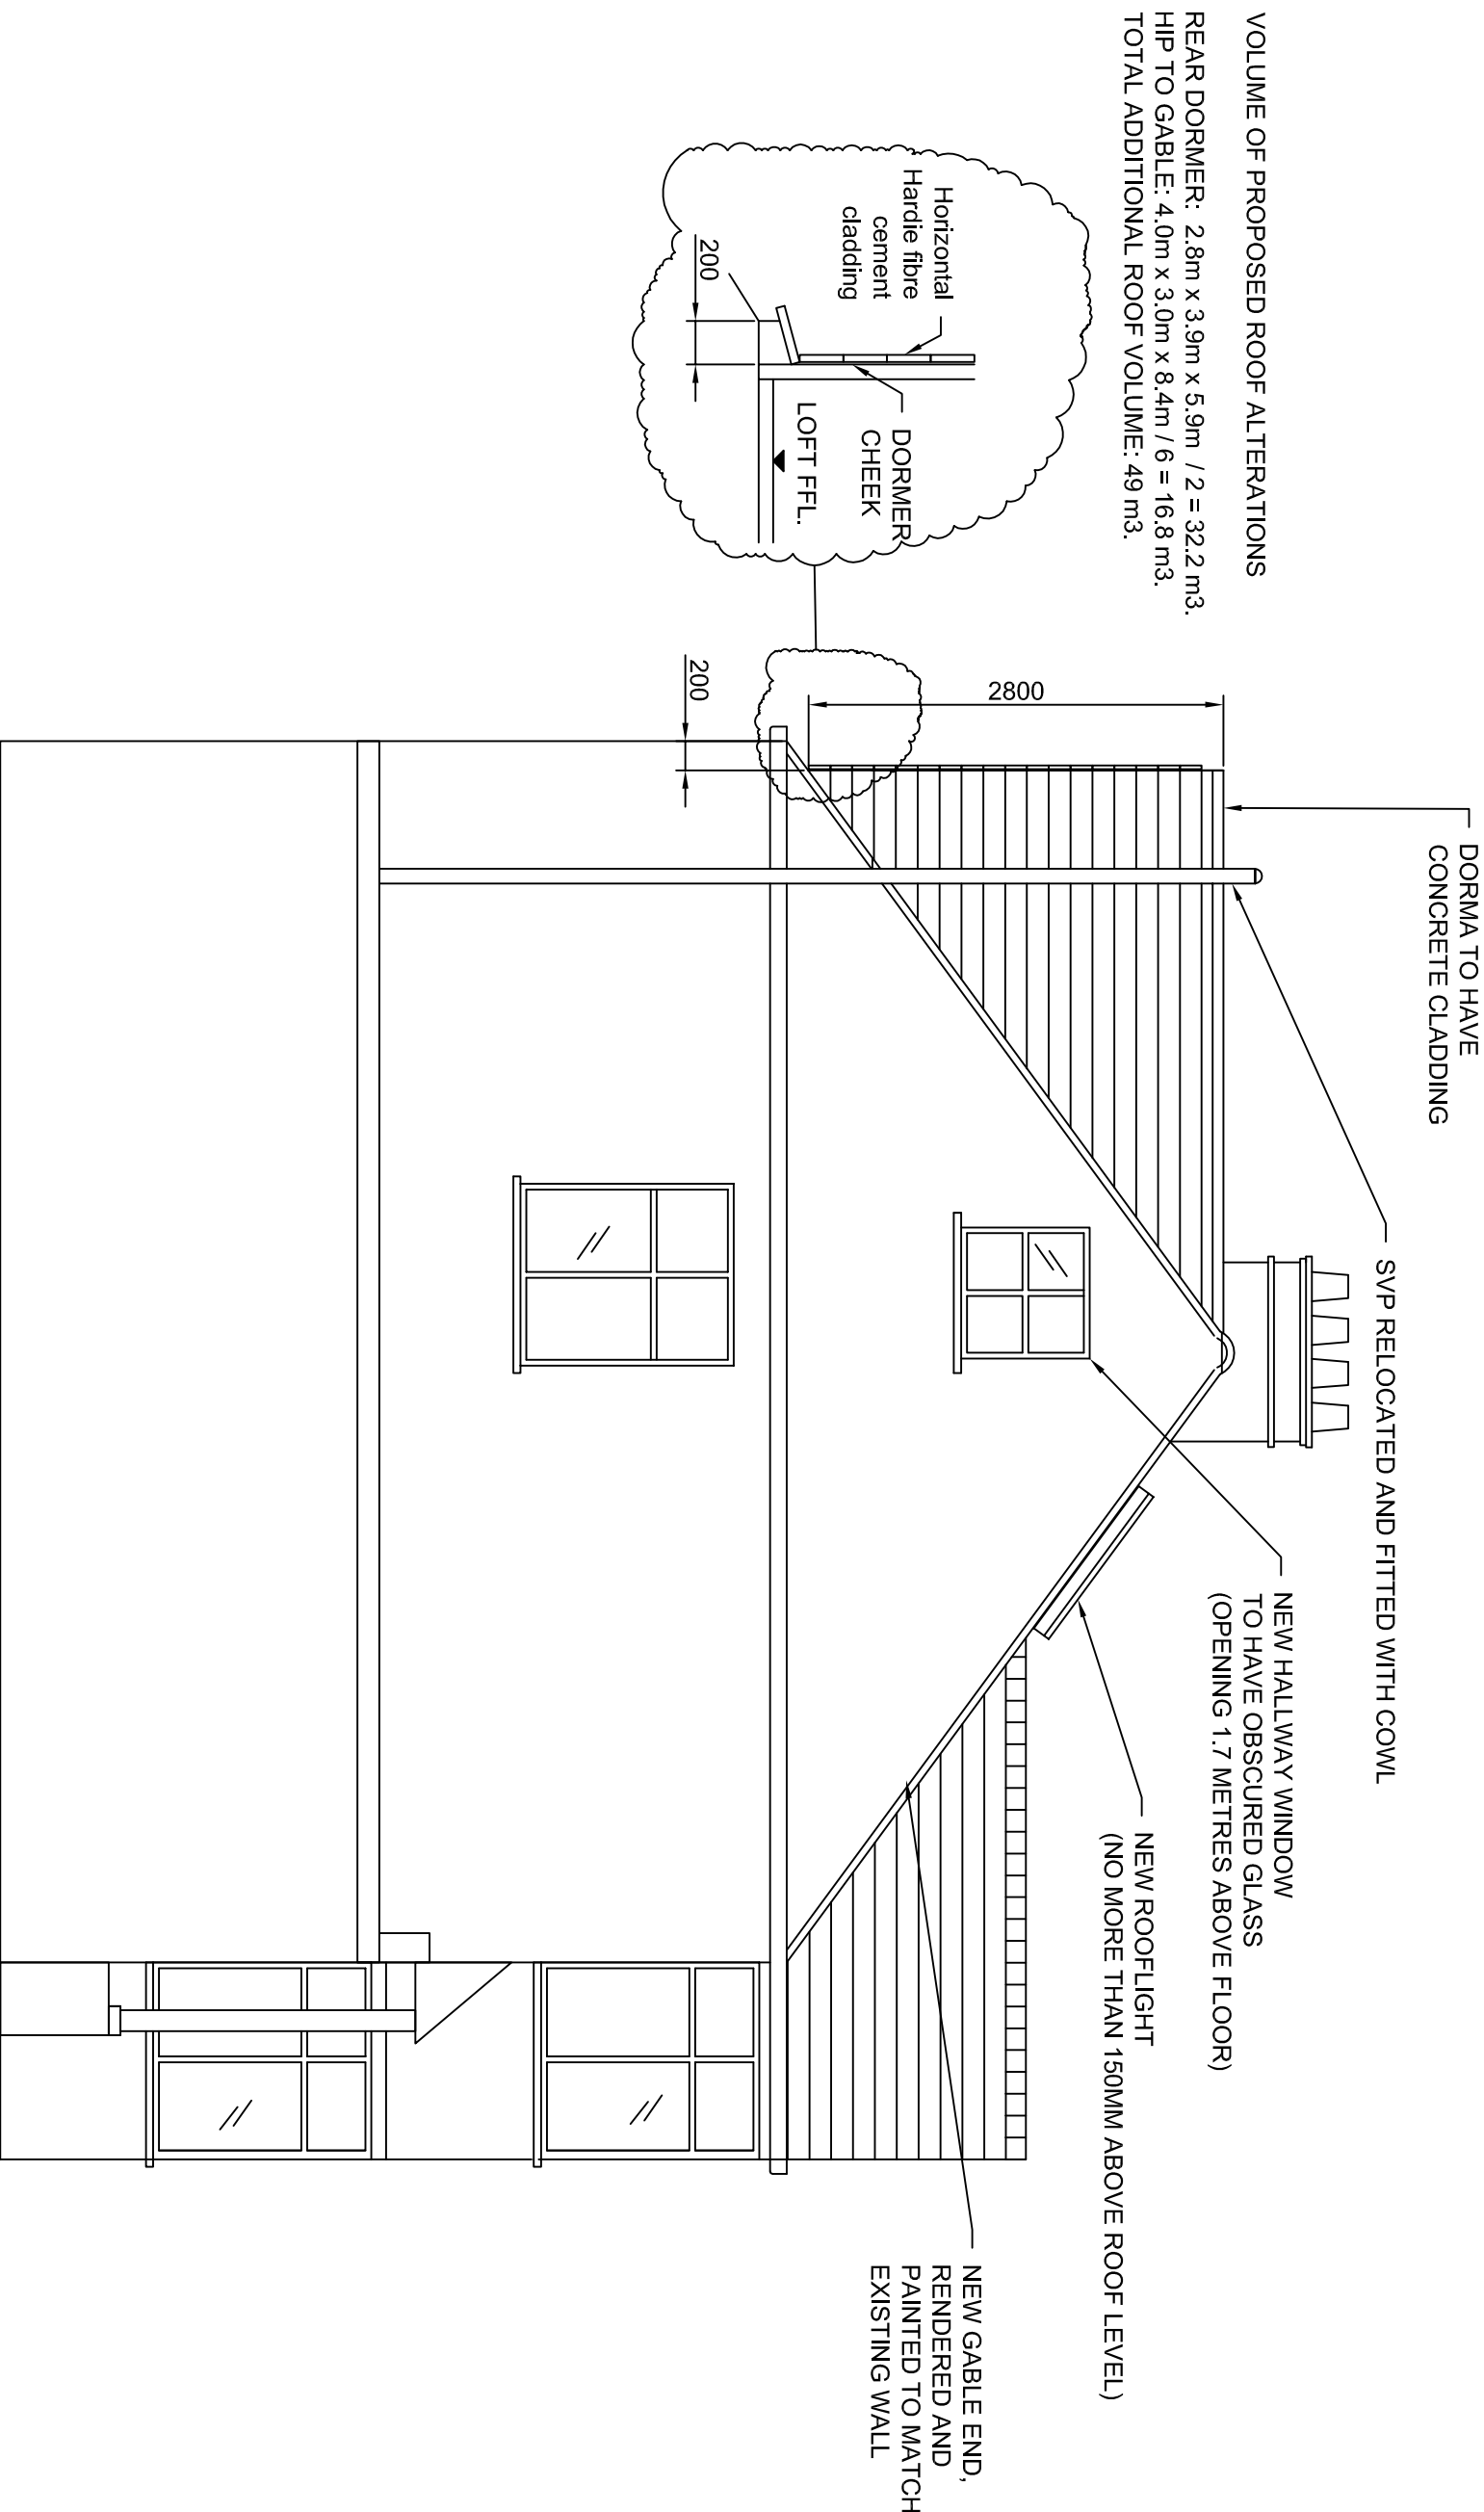 VOLUME OF PROPOSED ROOF ALTERATIONS
REAR DORMER: 2.8m x 3.9m x 5.9m / 2 = 32.2 m3.
HIP TO GABLE: 4.0m x 3.0m x 8.4m / 6 = 16.8 m3.
TOTAL ADDITIONAL ROOF VOLUME: 49 m3.
Horizontal
Hardie fibre
cement
cladding
200
DORMER
CHEEK
LOFT FFL.
200
2800
DORMA TO HAVE
CONCRETE CLADDING
SVP RELOCATED AND FITTED WITH COWL
NEW HALLWAY WINDOW
TO HAVE OBSCURED GLASS
(OPENING 1.7 METRES ABOVE FLOOR)
NEW ROOFLIGHT
(NO MORE THAN 150MM ABOVE ROOF LEVEL)
NEW GABLE END,
RENDERED AND
PAINTED TO MATCH
EXISTING WALL